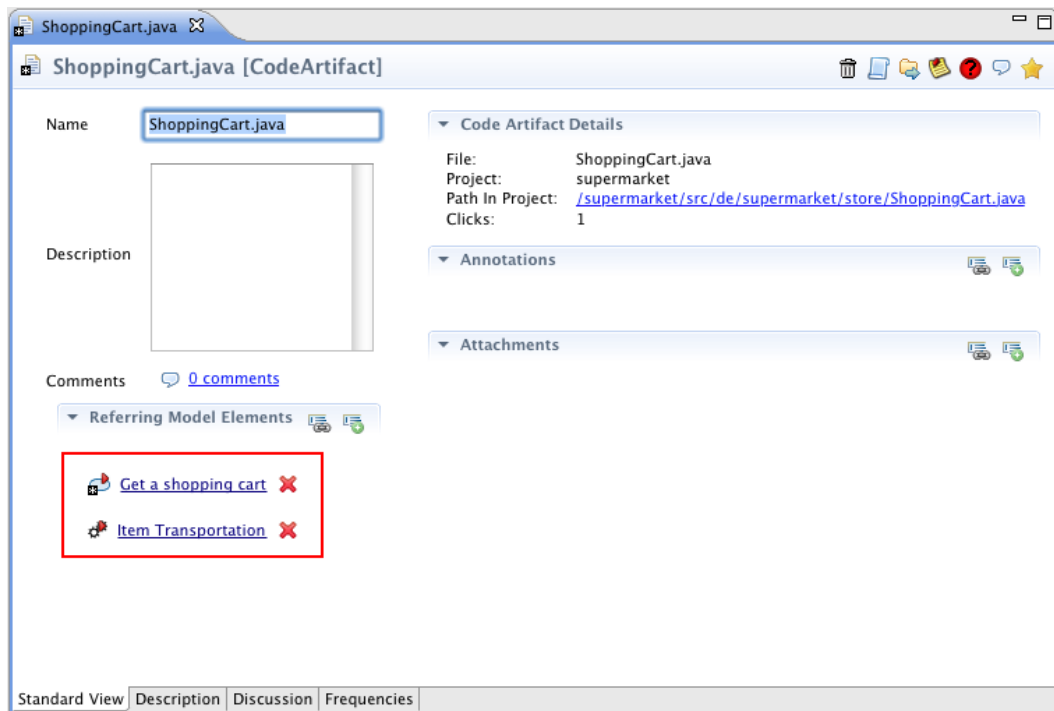 ShoppingCart.java
ShoppingCart.java [CodeArtifact]
Name
ShoppingCart.java
Description
Comments
0 comments
Referring Model Elements
Get a shopping cart
Item Transportation
Code Artifact Details
File: ShoppingCart.java
Project: supermarket
Path In Project: /supermarket/src/de/supermarket/store/ShoppingCart.java
Clicks: 1
Annotations
Attachments
Standard View Description Discussion Frequencies